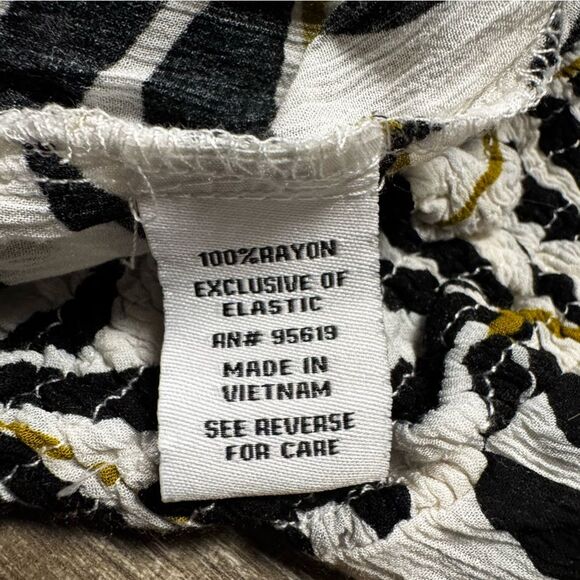 100%RAYON
EXCLUSIVE OF
ELASTIC
RN# 95619
MADE IN
VIETNAM
SEE REVERSE
FOR CARE